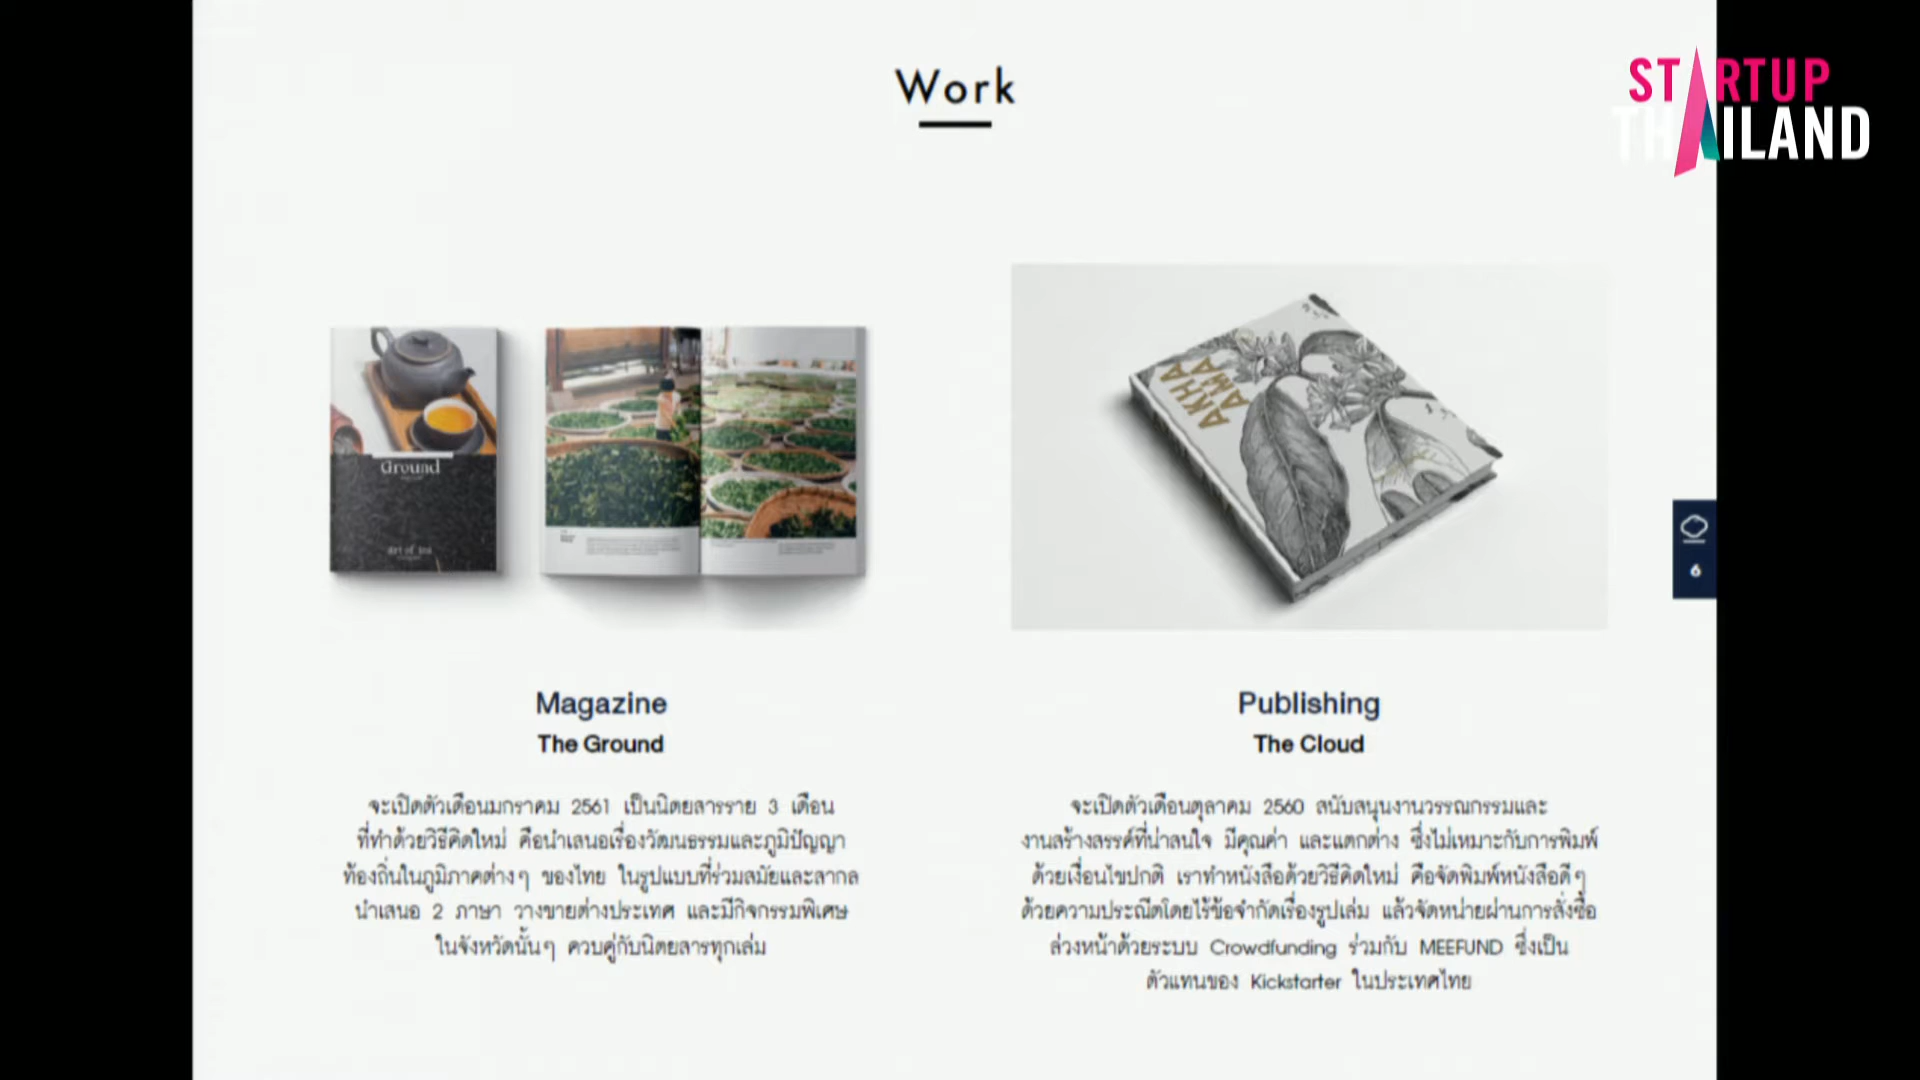 Work
STARTUP
THAILAND
Ground
AKHA
AMA
6
Magazine
The Ground
จะเปิดตัวเดือนมกราคม 2561 เป็นนิตยสารราย 3 เดือน
ที่ทำด้วยวิธีคิดใหม่ คือนำเสนอเรื่องวัฒนธรรมและภูมิปัญญา
ท้องถิ่นในภูมิภาคต่างๆ ของไทย ในรูปแบบที่ร่วมสมัยและสากล
นำเสนอ 2 ภาษา วางขายต่างประเทศ และมีกิจกรรมพิเศษ
ในจังหวัดนั้นๆ ควบคู่กับนิตยสารทุกเล่ม
Publishing
The Cloud
จะเปิดตัวเดือนตุลาคม 2560 สนับสนุนงานวรรณกรรมและ
งานสร้างสรรค์ที่น่าสนใจ มีคุณค่า และแตกต่าง ซึ่งไม่เหมาะกับการพิมพ์
ด้วยเงื่อนไขปกติ เราทำหนังสือด้วยวิธีคิดใหม่ คือจัดพิมพ์หนังสือดีๆ
ด้วยความประณีตโดยไร้ข้อจำกัดเรื่องรูปเล่ม แล้วจัดหน่ายผ่านการสั่งซื้อ
ล่วงหน้าด้วยระบบ Crowdfunding ร่วมกับ MEEFUND ซึ่งเป็น
ตัวแทนของ Kickstarter ในประเทศไทย